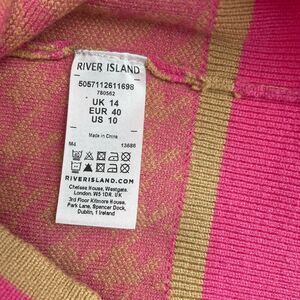 RIVER ISLAND
5057112611698
780562
UK 14
EUR 40
US 10
Made in China
M4 13686
RIVERISLAND.COM
Chelsea House, Westgate,
London. W5 1DR. UK
3rd Floor Kilmore House,
Park Lane, Spencer Dock,
Dublin, 1 Ireland